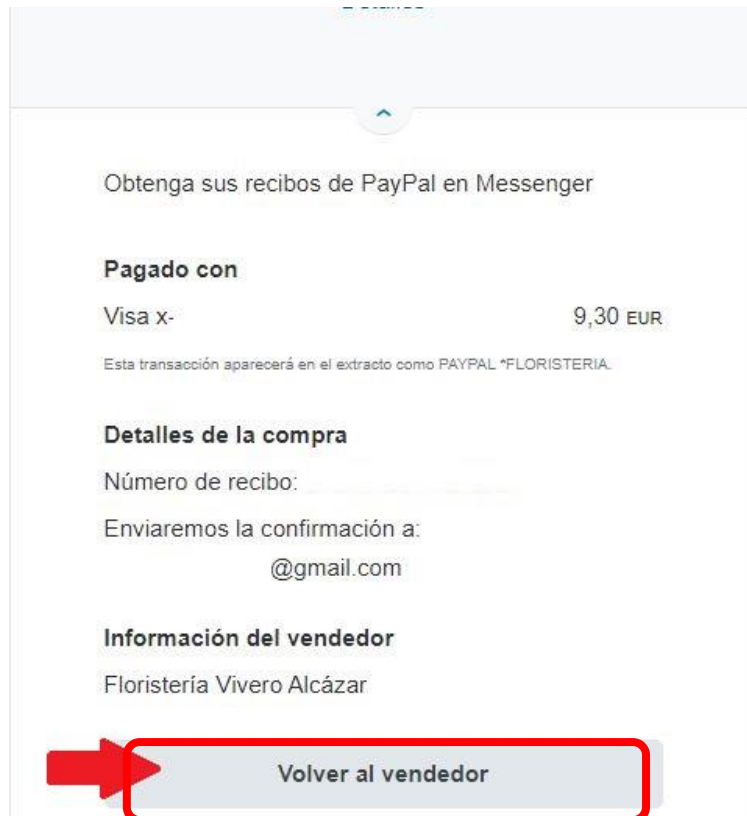 Obtenga sus recibos de PayPal en Messenger
Pagado con
Visa x-
9,30 EUR
Esta transacción aparecerá en el extracto como PAYPAL *FLORISTERIA.
Detalles de la compra
Número de recibo:
Enviaremos la confirmación a:
@gmail.com
Información del vendedor
Floristería Vivero Alcázar
Volver al vendedor